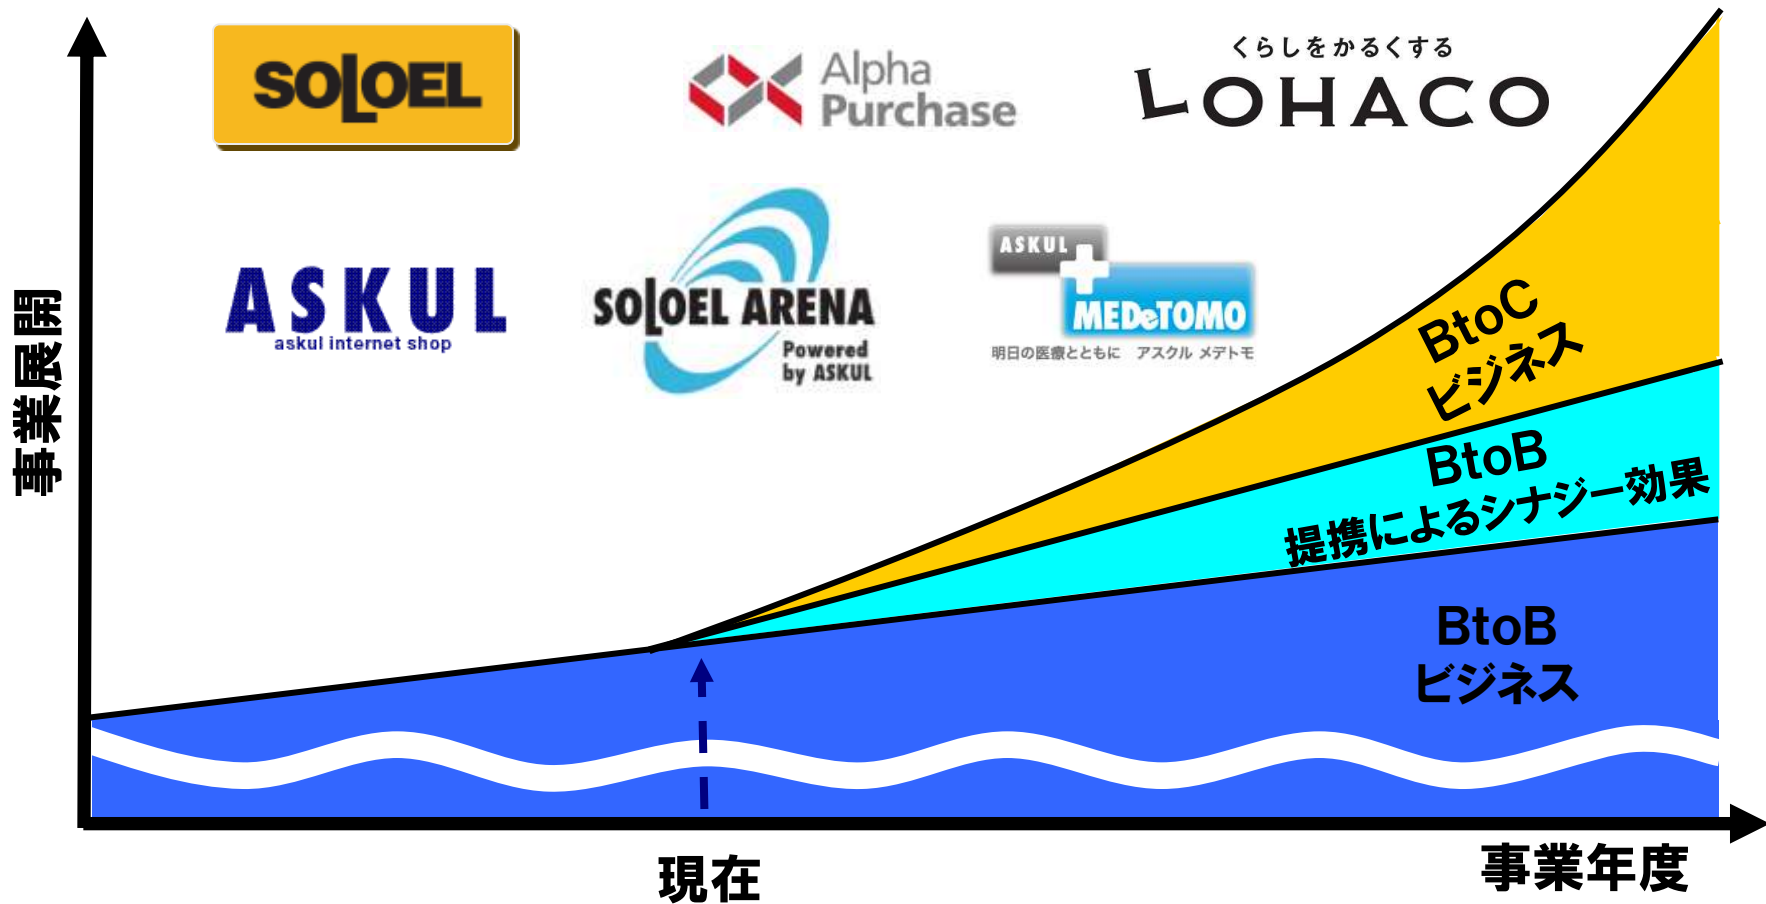 SOLOEL
Alpha
Purchase
くらしをかるくする
LOHACO
ASKUL
askul internet shop
SOLOEL ARENA
Powered
by ASKUL
ASKUL
MEDeTOMO
明日の医療とともに アスクル メデトモ
事業展開
BtoC
ビジネス
BtoB
提携によるシナジー効果
BtoB
ビジネス
現在
事業年度